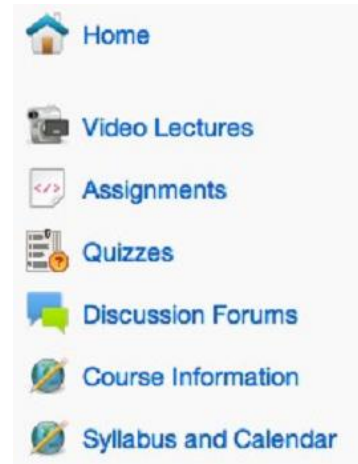 Home
Video Lectures
</> Assignments
Quizzes
Discussion Forums
Course Information
Syllabus and Calendar